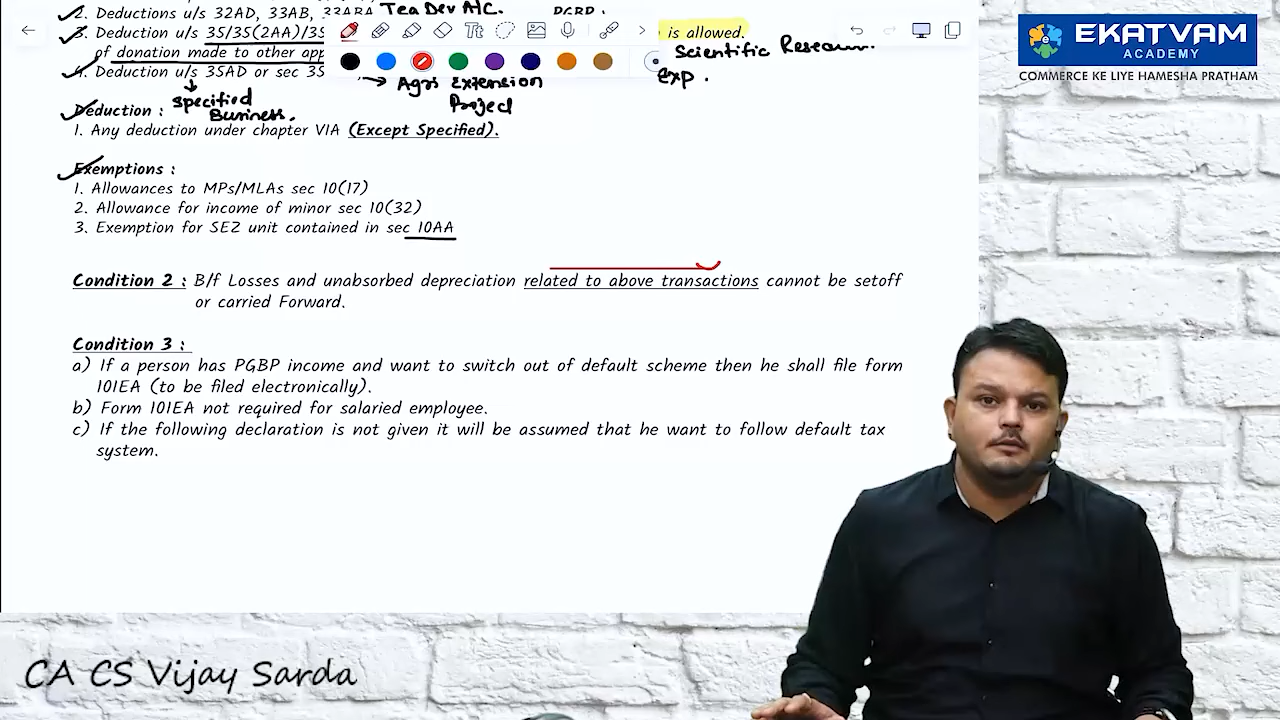 2. Deductions u/s 32AD, 33AB, 33ABA Tea Dev A/C. PGBP.
3. Deduction u/s 35/35(2AA)/35 is allowed.
of donation made to other Scientific
4. Deduction u/s 35AD or sec 35 Exp.
Agri Extension
Project
Specified
Business.
Deduction :
1. Any deduction under chapter VIA (Except Specified).
Exemptions :
1. Allowances to MPs/MLAs sec 10(17)
2. Allowance for income of minor sec 10(32)
3. Exemption for SEZ unit contained in sec 10AA
Condition 2 : B/f Losses and unabsorbed depreciation related to above transactions cannot be setoff
or carried Forward.
Condition 3 :
a) If a person has PGBP income and want to switch out of default scheme then he shall file form
101EA (to be filed electronically).
b) Form 101EA not required for salaried employee.
c) If the following declaration is not given it will be assumed that he want to follow default tax
system.
EKATVAM
ACADEMY
COMMERCE KE LIYE HAMESHA PRATHAM
CA CS Vijay Sarda